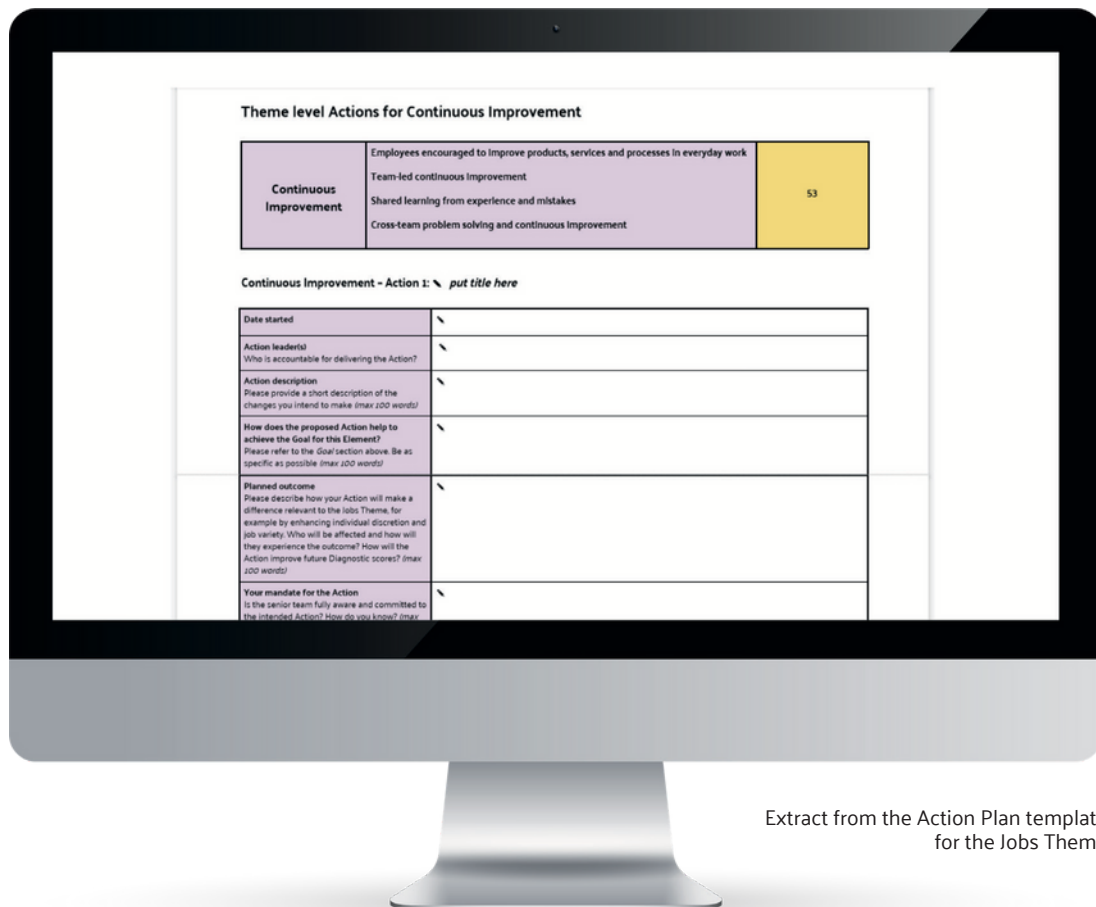 Theme level Actions for Continuous Improvement
Continuous
Improvement
Employees encouraged to improve products, services and processes in everyday work
Team-led continuous improvement
Shared learning from experience and mistakes
Cross-team problem solving and continuous improvement
53
Continuous Improvement – Action 1: put title here
Date started
Action leader(s)
Who is accountable for delivering the Action?
Action description
Please provide a short description of the
changes you intend to make (max 100 words)
How does the proposed Action help to
achieve the Goal for this Element?
Please refer to the Goal section above. Be as
specific as possible (max 100 words)
Planned outcome
Please describe how your Action will make a
difference relevant to the Jobs Theme, for
example by enhancing individual discretion and
job variety. Who will be affected and how will
they experience the outcome? How will the
Action improve future Diagnostic scores? (max
100 words)
Your mandate for the Action
Is the senior team fully aware and committed to
the intended Action? How do you know? (max
Extract from the Action Plan templat
for the Jobs Them